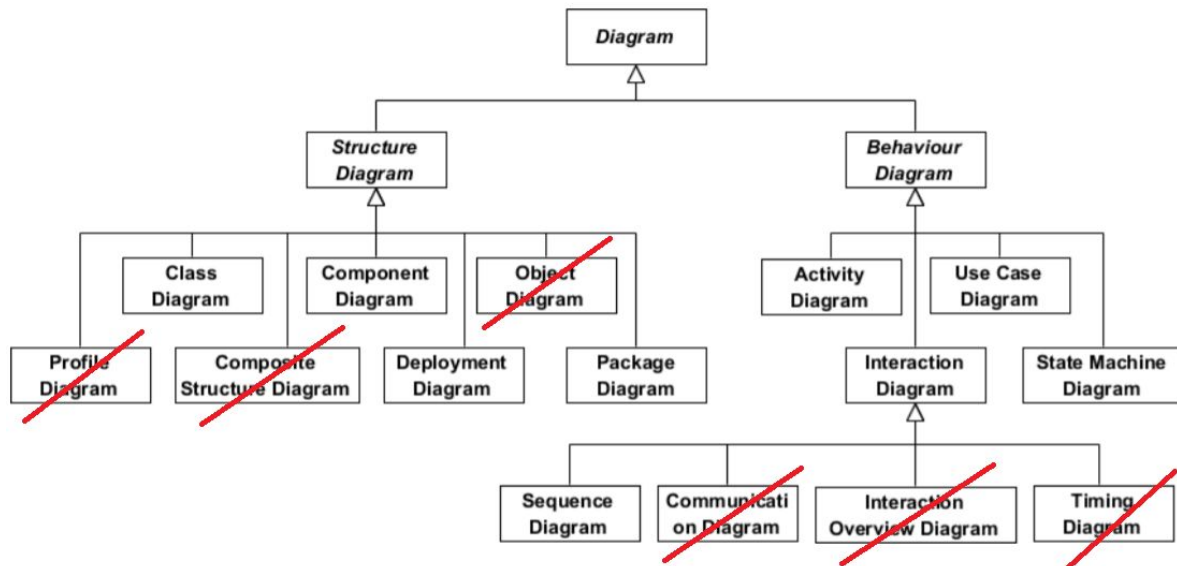 Diagram
Structure
Diagram
Behaviour
Diagram
Class
Diagram
Component
Diagram
Object
Diagram
Activity
Diagram
Use Case
Diagram
Profile
Diagram
Composite
Structure Diagram
Deployment
Diagram
Package
Diagram
Interaction
Diagram
State Machine
Diagram
Sequence
Diagram
Communicati
on Diagram
Interaction
Overview Diagram
Timing
Diagram